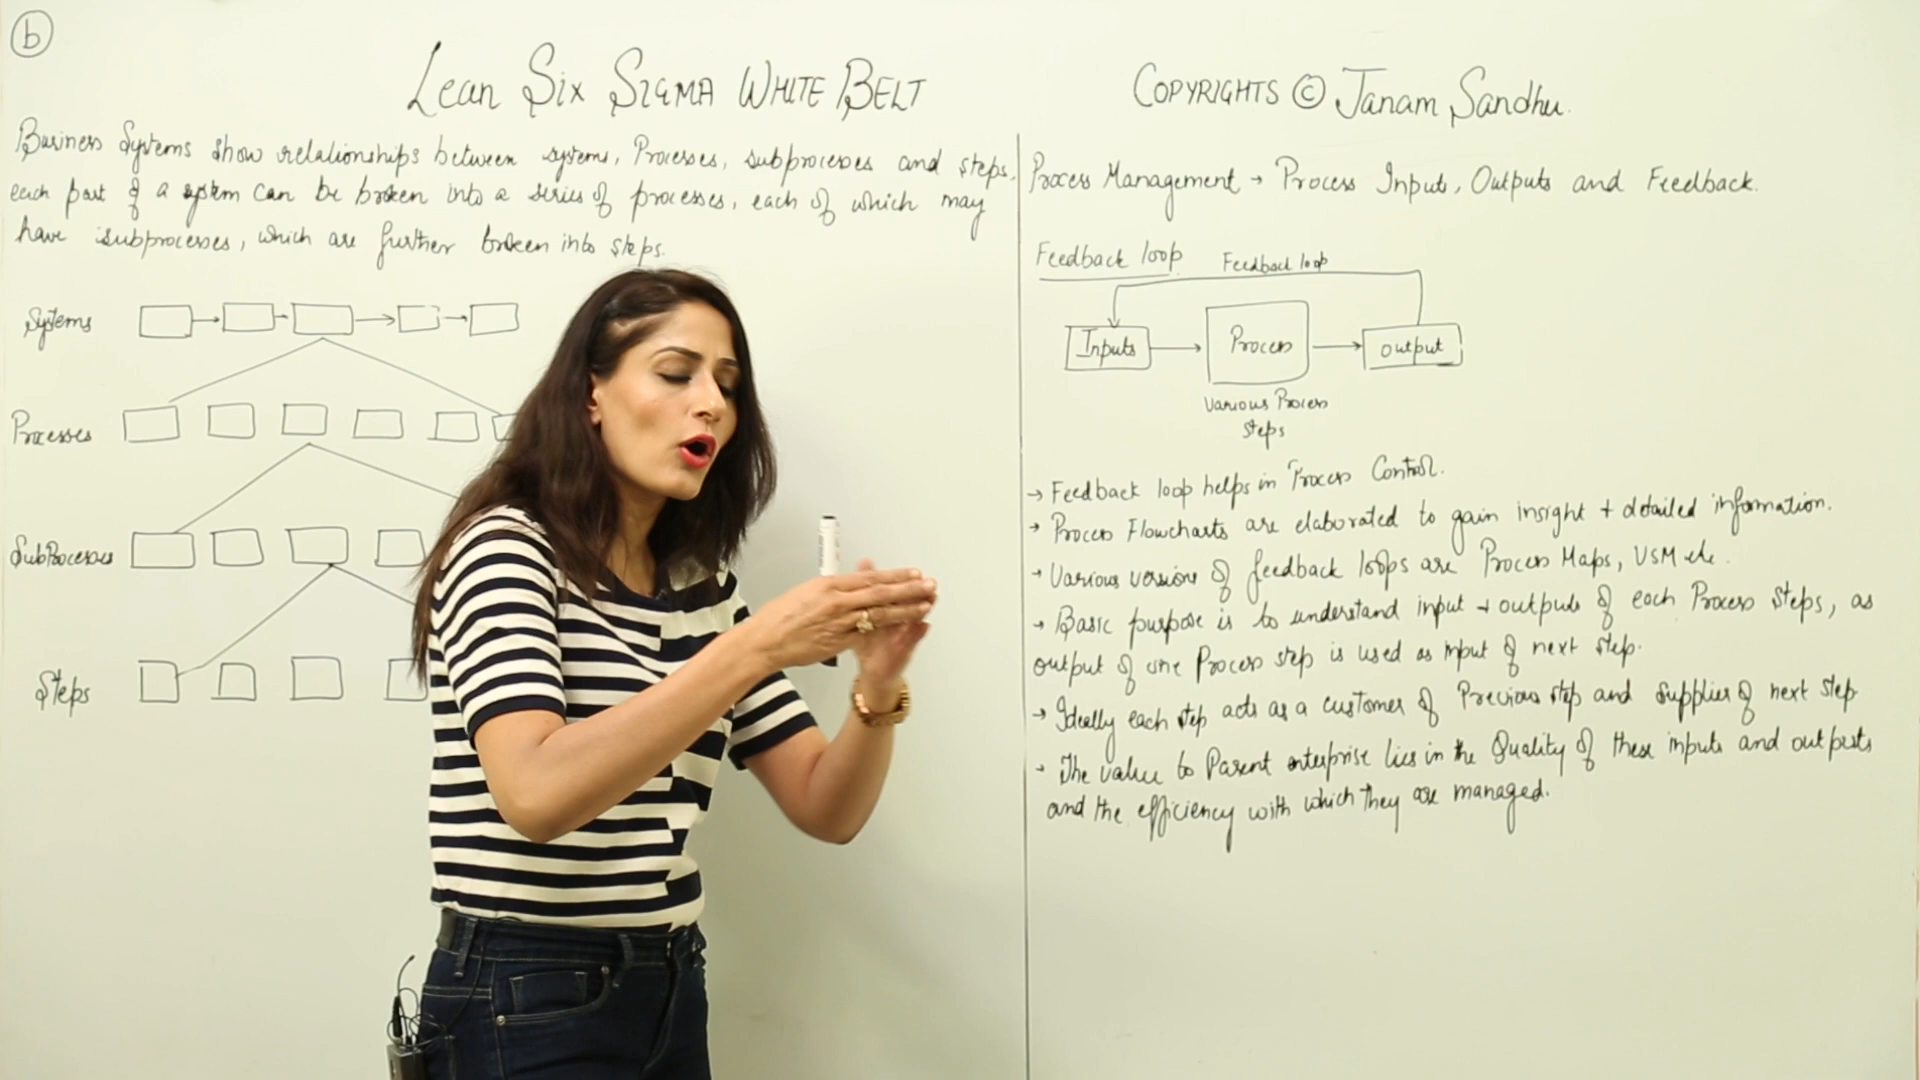 b
Lean Six SIGMA WHITE BELT
COPYRIGHTS © Janam Sandhu.
Business Systems show relationships between systems, Processes, subprocesses and steps.
each part of a system can be broken into a series of processes, each of which may
have subprocesses, which are further broken into steps.
Systems
Processes
SubProcesses
Steps
Process Management → Process Inputs, Outputs and Feedback.
Feedback loop
Feedback loop
Inputs
Process
output
Various Process
steps
→ Feedback loop helps in Process Control.
→ Process Flowcharts are elaborated to gain insight + detailed information.
→ Various versions of feedback loops are Process Maps, VSM etc.
→ Basic purpose is to understand input + outputs of each Process steps, as
output of one Process step is used as input of next step.
→ Ideally each step acts as a customer of Previous step and supplier of next step
→ The value to Parent enterprise lies in the Quality of these inputs and outputs
and the efficiency with which they are managed.